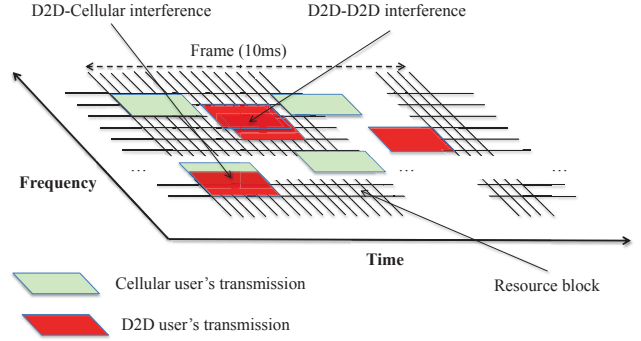 D2D-Cellular interference
D2D-D2D interference
Frame (10ms)
Frequency
...
...
...
Time
Resource block
Cellular user's transmission
D2D user's transmission